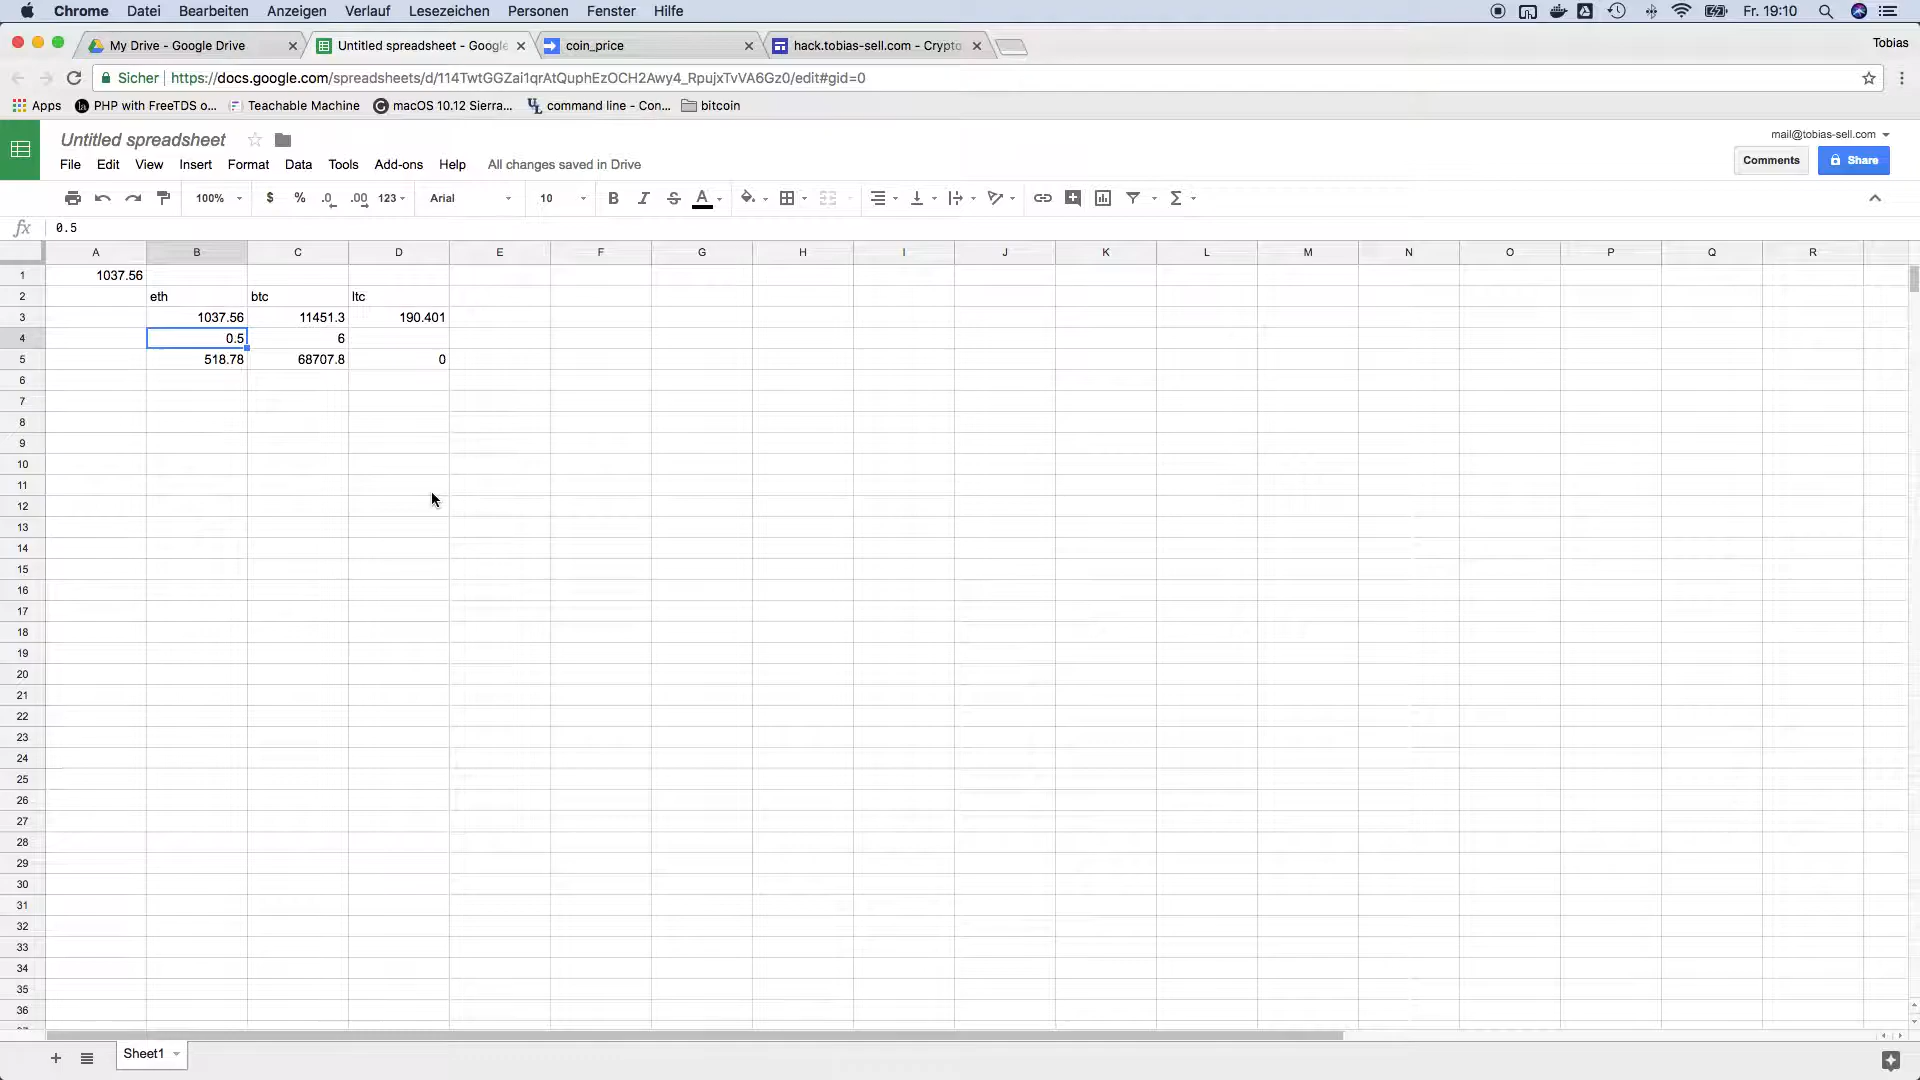 Chrome Datei Bearbeiten Anzeigen Verlauf Lesezeichen Personen Fenster Hilfe Fr. 19:10
My Drive - Google Drive Untitled spreadsheet - Google coin_price hack.tobias-sell.com - Crypto Tobias
Sicher https://docs.google.com/spreadsheets/d/114TwtGGZai1qrAtQuphEzOCH2Awy4_RpujxTvVA6Gz0/edit#gid=0
Apps PHP with FreeTDS o... Teachable Machine macOS 10.12 Sierra... command line - Con... bitcoin
Untitled spreadsheet mail@tobias-sell.com
File Edit View Insert Format Data Tools Add-ons Help All changes saved in Drive Comments Share
100% $ % .0 .00 123 Arial 10 B I S A Σ
fx 0.5
A B C D E F G H I J K L M N O P Q R
1 1037.56
2 eth btc ltc
3 1037.56 11451.3 190.401
4 0.5 6
5 518.78 68707.8 0
6
7
8
9
10
11
12
13
14
15
16
17
18
19
20
21
22
23
24
25
26
27
28
29
30
31
32
33
34
35
36
Sheet1